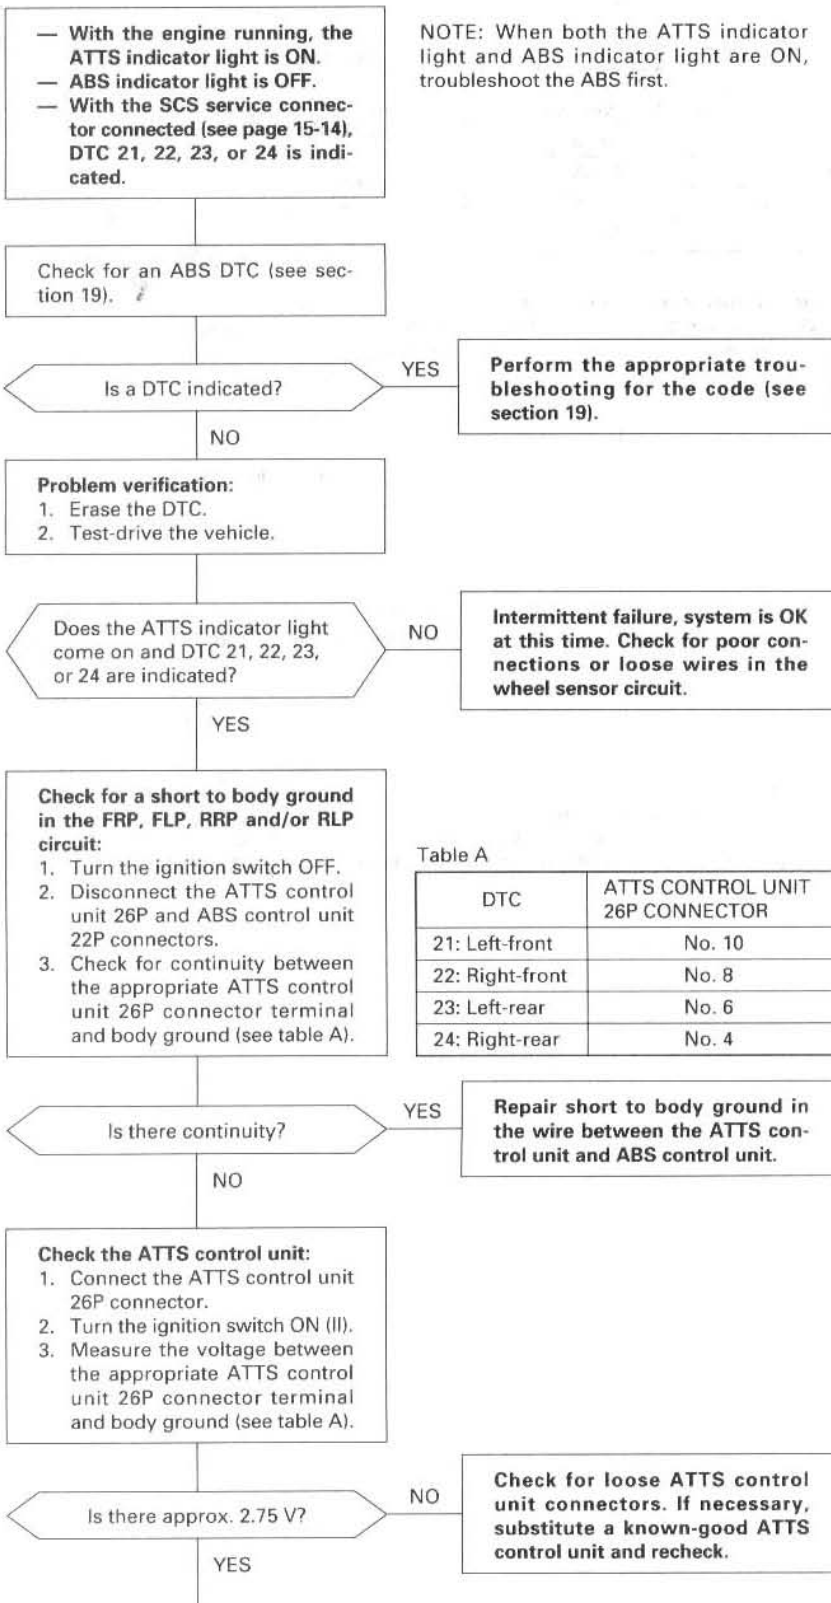 — With the engine running, the
ATTS indicator light is ON.
— ABS indicator light is OFF.
— With the SCS service connec-
tor connected (see page 15-14),
DTC 21, 22, 23, or 24 is indi-
cated.
NOTE: When both the ATTS indicator
light and ABS indicator light are ON,
troubleshoot the ABS first.
Check for an ABS DTC (see sec-
tion 19).
Is a DTC indicated?
YES
Perform the appropriate trou-
bleshooting for the code (see
section 19).
NO
Problem verification:
1. Erase the DTC.
2. Test-drive the vehicle.
Does the ATTS indicator light
come on and DTC 21, 22, 23,
or 24 are indicated?
NO
Intermittent failure, system is OK
at this time. Check for poor con-
nections or loose wires in the
wheel sensor circuit.
YES
Check for a short to body ground
in the FRP, FLP, RRP and/or RLP
circuit:
1. Turn the ignition switch OFF.
2. Disconnect the ATTS control
unit 26P and ABS control unit
22P connectors.
3. Check for continuity between
the appropriate ATTS control
unit 26P connector terminal
and body ground (see table A).
Table A
DTC
ATTS CONTROL UNIT
26P CONNECTOR
21: Left-front No. 10
22: Right-front No. 8
23: Left-rear No. 6
24: Right-rear No. 4
Is there continuity?
YES
Repair short to body ground in
the wire between the ATTS con-
trol unit and ABS control unit.
NO
Check the ATTS control unit:
1. Connect the ATTS control unit
26P connector.
2. Turn the ignition switch ON (II).
3. Measure the voltage between
the appropriate ATTS control
unit 26P connector terminal
and body ground (see table A).
Is there approx. 2.75 V?
NO
Check for loose ATTS control
unit connectors. If necessary,
substitute a known-good ATTS
control unit and recheck.
YES